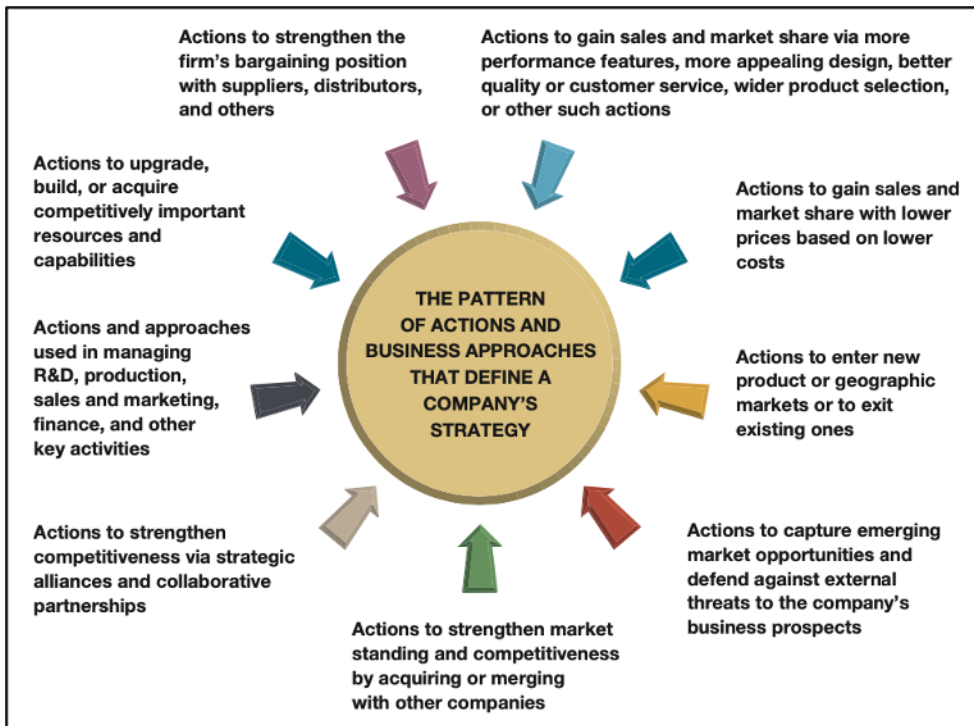 Actions to strengthen the
firm's bargaining position
with suppliers, distributors,
and others
Actions to gain sales and market share via more
performance features, more appealing design, better
quality or customer service, wider product selection,
or other such actions
Actions to upgrade,
build, or acquire
competitively important
resources and
capabilities
Actions to gain sales and
market share with lower
prices based on lower
costs
THE PATTERN
OF ACTIONS AND
BUSINESS APPROACHES
THAT DEFINE A
COMPANY'S
STRATEGY
Actions and approaches
used in managing
R&D, production,
sales and marketing,
finance, and other
key activities
Actions to enter new
product or geographic
markets or to exit
existing ones
Actions to strengthen
competitiveness via strategic
alliances and collaborative
partnerships
Actions to capture emerging
market opportunities and
defend against external
threats to the company's
business prospects
Actions to strengthen market
standing and competitiveness
by acquiring or merging
with other companies